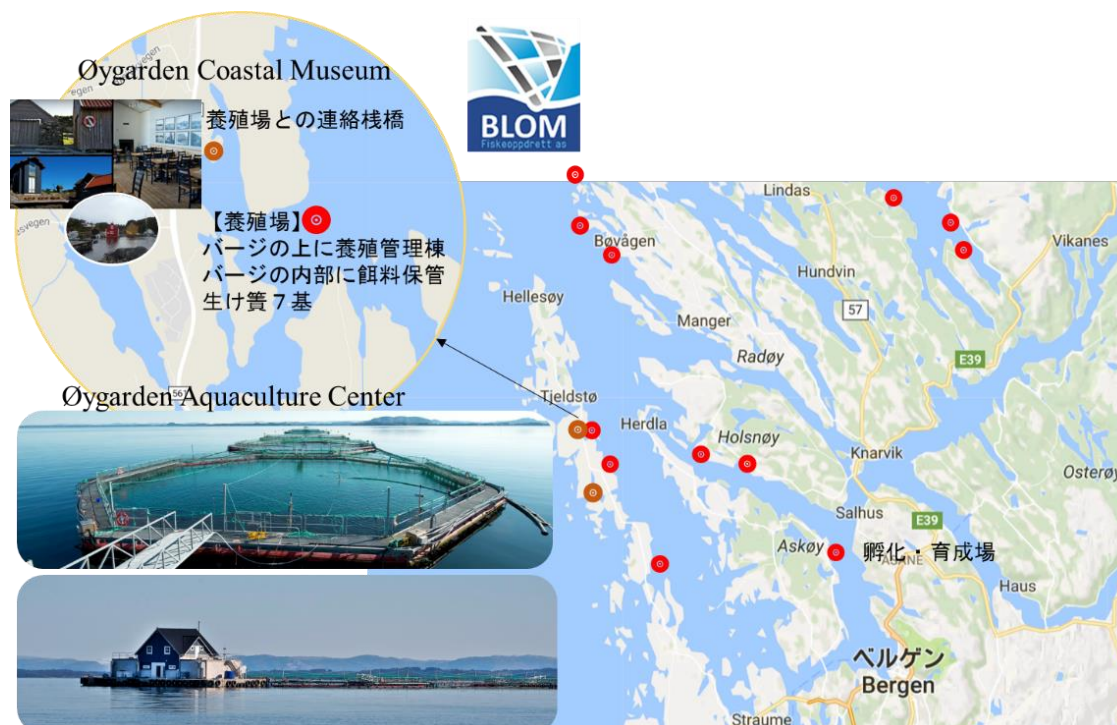 Øygarden Coastal Museum
養殖場との連絡桟橋
【養殖場】
バージの上に養殖管理棟
バージの内部に餌料保管
生け簀７基
561
Øygarden Aquaculture Center
BLOM
Fiskeoppdrett as
Lindas
Bøvågen
Vikanes
Hundvin
Hellesøy
57
Manger
Radøy
E39
Tjeldstø
Herdla
Holsnøy
Knarvik
Osterøy
Salhus
E39
Askøy
孵化・育成場
ÅSANE
Haus
ベルゲン
Bergen
Straume